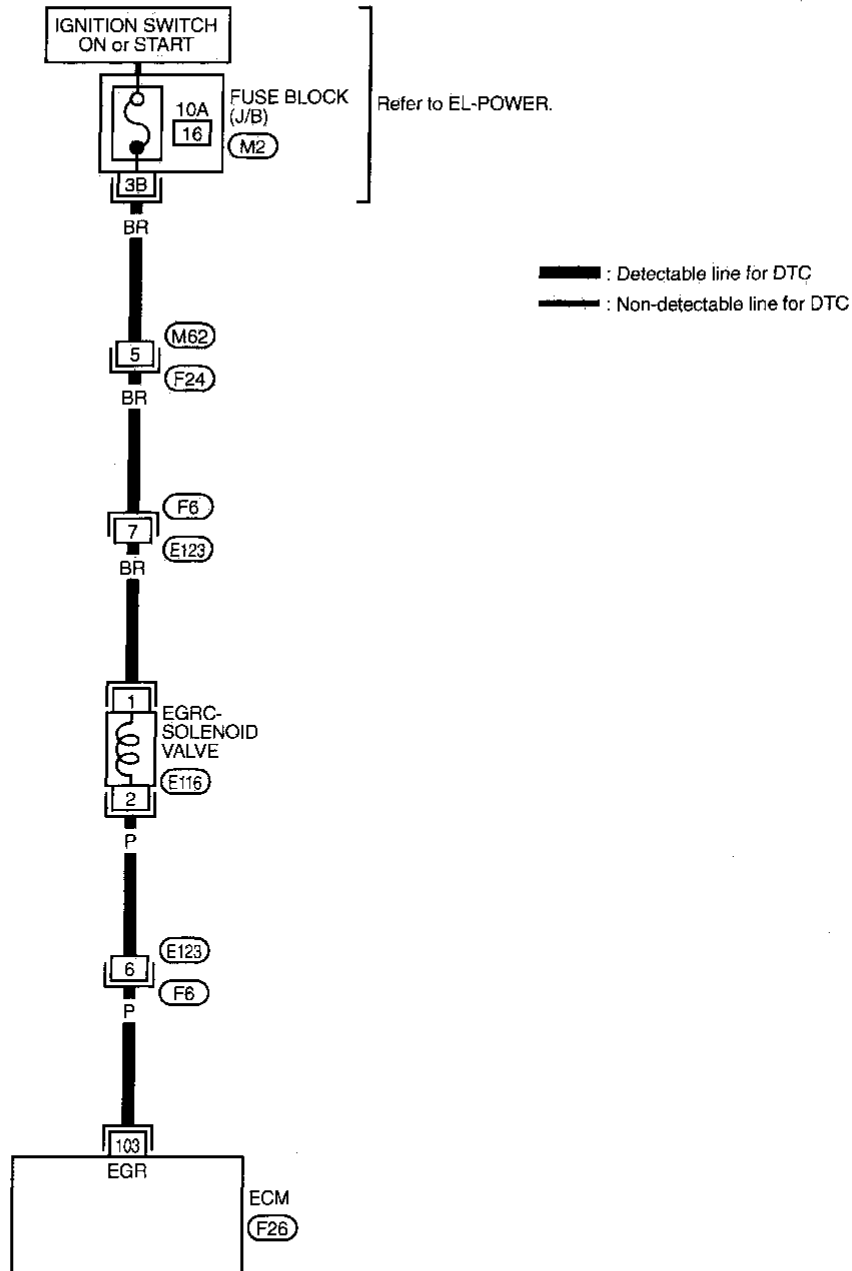 IGNITION SWITCH
ON or START
FUSE BLOCK
(J/B)
10A
16
M2
Refer to EL-POWER.
3B
BR
: Detectable line for DTC
: Non-detectable line for DTC
M62
5
F24
BR
F6
7
E123
BR
1
EGRC-
SOLENOID
VALVE
E116
2
P
E123
6
F6
P
103
EGR
ECM
F26